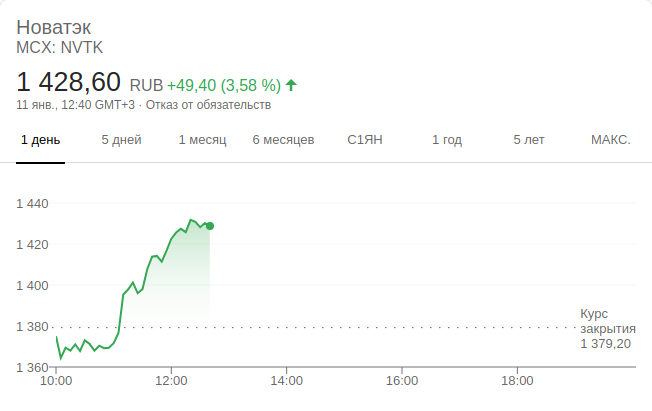 Новатэк
MCX: NVTK
1 428,60 RUB +49,40 (3,58 %)
11 янв., 12:40 GMT+3 · Отказ от обязательств
1 день 5 дней 1 месяц 6 месяцев С1ЯН 1 год 5 лет МАКС.
1 440
1 420
1 400
1 380
1 360
Курс
закрытия
1 379,20
10:00 12:00 14:00 16:00 18:00